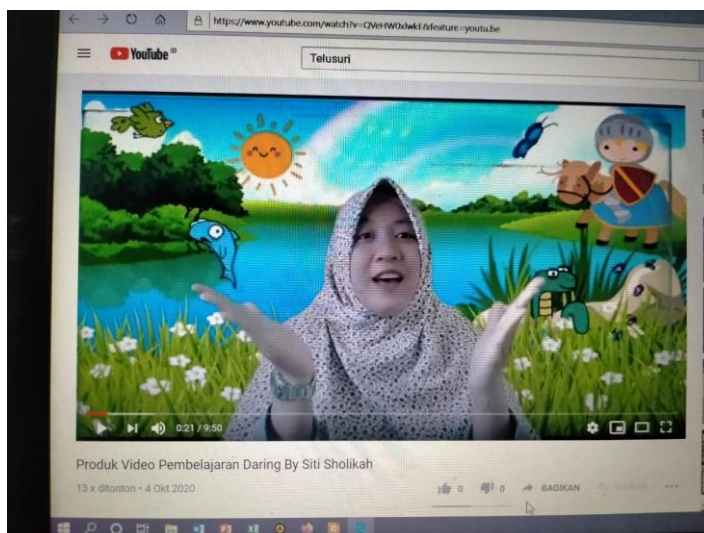 https://www.youtube.com/watch?v=QVeHW0xlwkE&feature=youtu.be
YouTube ID
Telusuri
0:21 / 9:50
Produk Video Pembelajaran Daring By Siti Sholikah
13 x ditonton • 4 Okt 2020
0
0
BAGIKAN